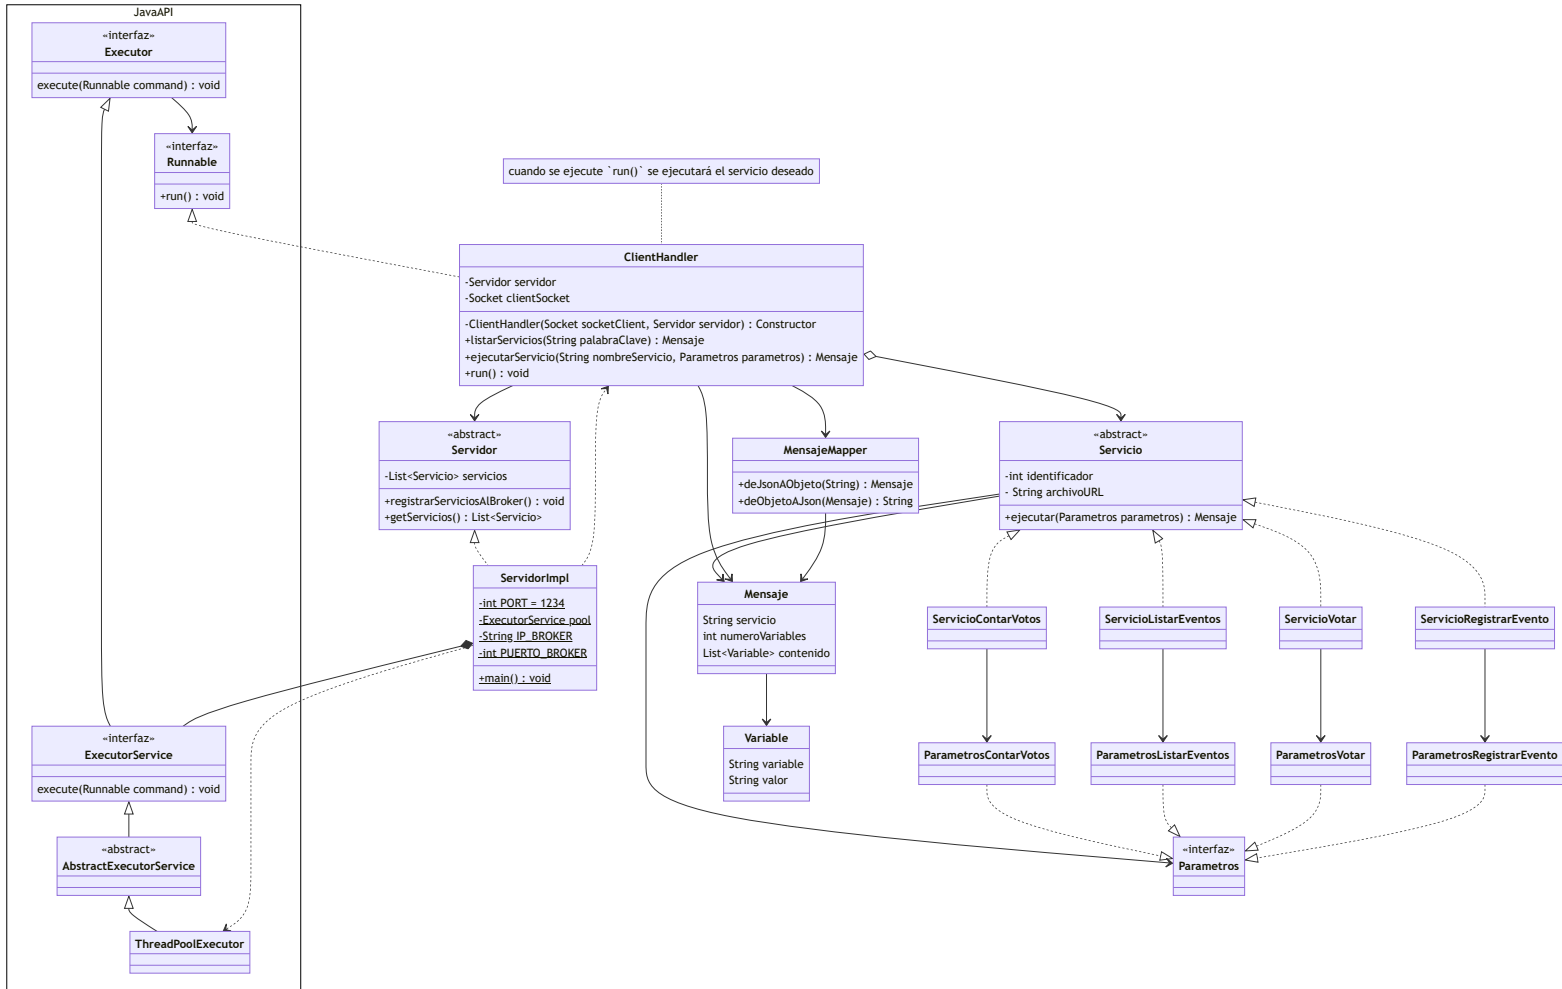 JavaAPI
«interfaz»
Executor
execute(Runnable command) : void
«interfaz»
Runnable
+run() : void
cuando se ejecute `run()` se ejecutará el servicio deseado
ClientHandler
-Servidor servidor
-Socket clientSocket
-ClientHandler(Socket socketClient, Servidor servidor) : Constructor
+listarServicios(String palabraClave) : Mensaje
+ejecutarServicio(String nombreServicio, Parametros parametros) : Mensaje
+run() : void
«abstract»
Servidor
-List<Servicio> servicios
+registrarServiciosAlBroker() : void
+getServicios() : List<Servicio>
MensajeMapper
+deJsonAObjeto(String) : Mensaje
+deObjetoAJson(Mensaje) : String
«abstract»
Servicio
-int identificador
- String archivoURL
+ejecutar(Parametros parametros) : Mensaje
ServidorImpl
-int PORT = 1234
-ExecutorService pool
-String IP_BROKER
-int PUERTO_BROKER
+main() : void
Mensaje
String servicio
int numeroVariables
List<Variable> contenido
ServicioContarVotos
ServicioListarEventos
ServicioVotar
ServicioRegistrarEvento
«interfaz»
ExecutorService
execute(Runnable command) : void
Variable
String variable
String valor
ParametrosContarVotos
ParametrosListarEventos
ParametrosVotar
ParametrosRegistrarEvento
«abstract»
AbstractExecutorService
«interfaz»
Parametros
ThreadPoolExecutor